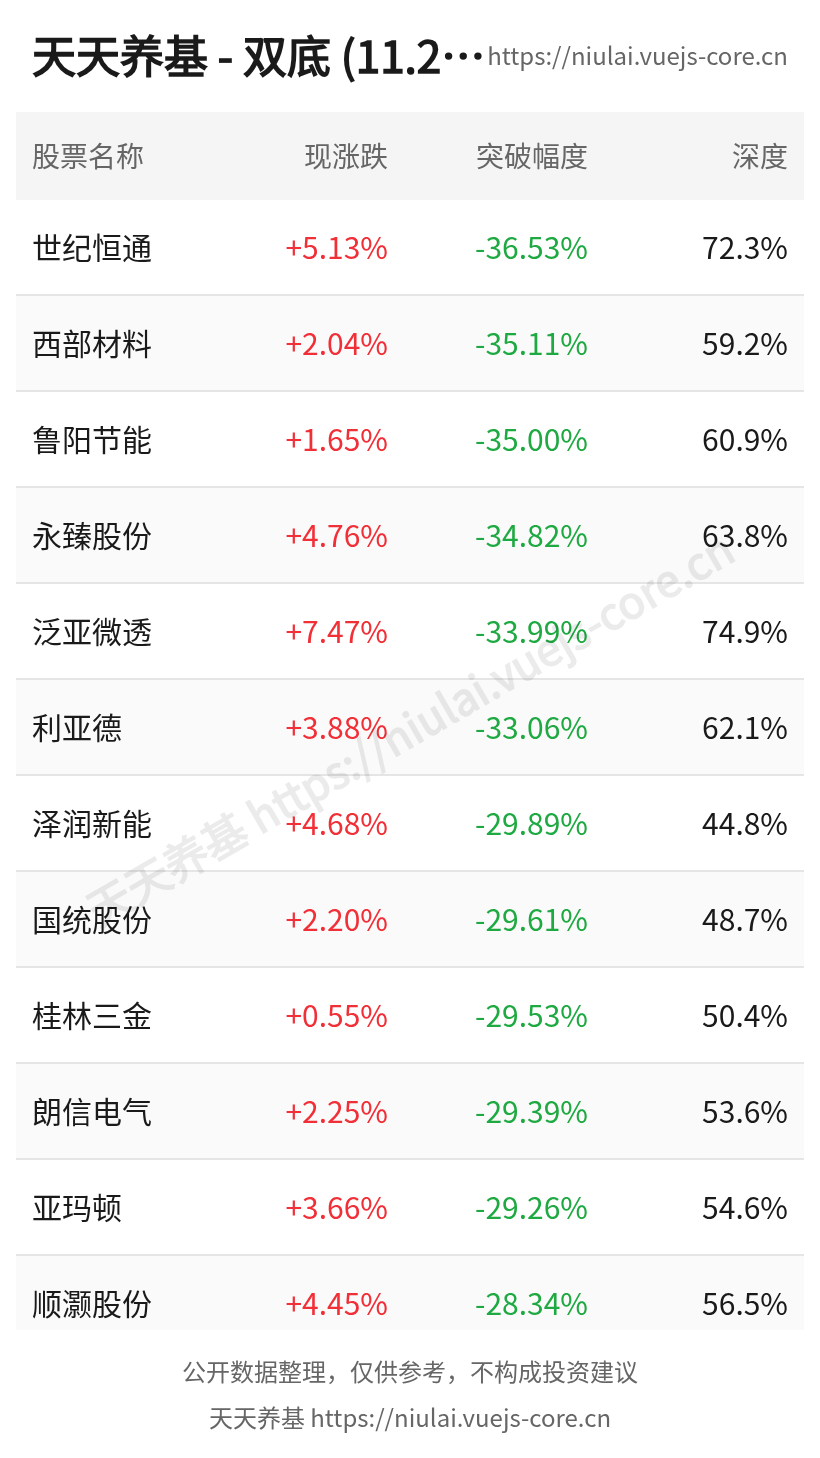 天天养基 - 双底 (11.2… https://niulai.vuejs-core.cn
股票名称 现涨跌 突破幅度 深度
世纪恒通 +5.13% -36.53% 72.3%
西部材料 +2.04% -35.11% 59.2%
鲁阳节能 +1.65% -35.00% 60.9%
永臻股份 +4.76% -34.82% 63.8%
泛亚微透 +7.47% -33.99% 74.9%
利亚德 +3.88% -33.06% 62.1%
泽润新能 +4.68% -29.89% 44.8%
国统股份 +2.20% -29.61% 48.7%
桂林三金 +0.55% -29.53% 50.4%
朗信电气 +2.25% -29.39% 53.6%
亚玛顿 +3.66% -29.26% 54.6%
顺灏股份 +4.45% -28.34% 56.5%
天天养基 https://niulai.vuejs-core.cn
公开数据整理，仅供参考，不构成投资建议
天天养基 https://niulai.vuejs-core.cn